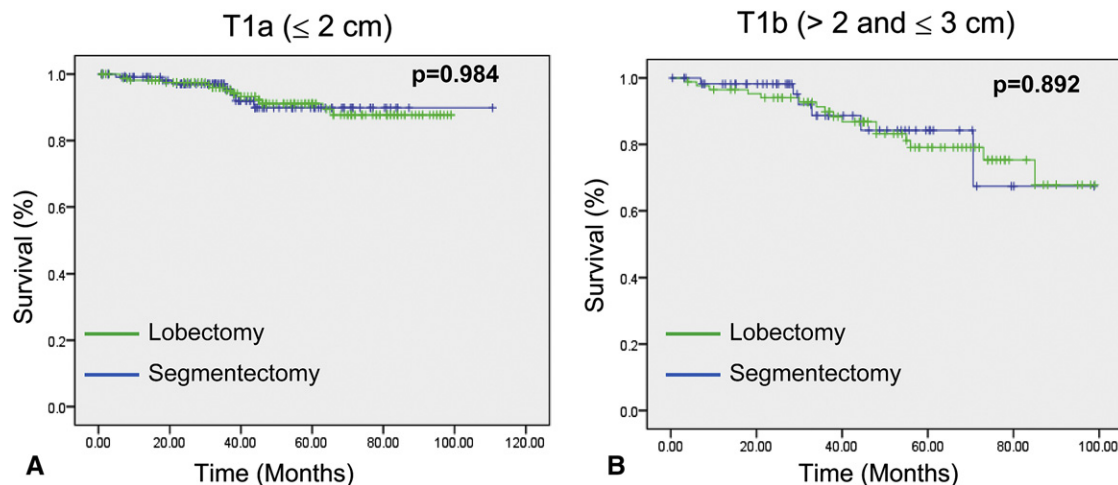 T1a (≤ 2 cm)
p=0.984
1.0
0.8
0.6
0.4
0.2
0.0
Survival (%)
Lobectomy
Segmentectomy
0.00 20.00 40.00 60.00 80.00 100.00 120.00
Time (Months)
A
T1b (> 2 and ≤ 3 cm)
p=0.892
1.0
0.8
0.6
0.4
0.2
0.0
Survival (%)
Lobectomy
Segmentectomy
0.00 20.00 40.00 60.00 80.00 100.00
Time (Months)
B